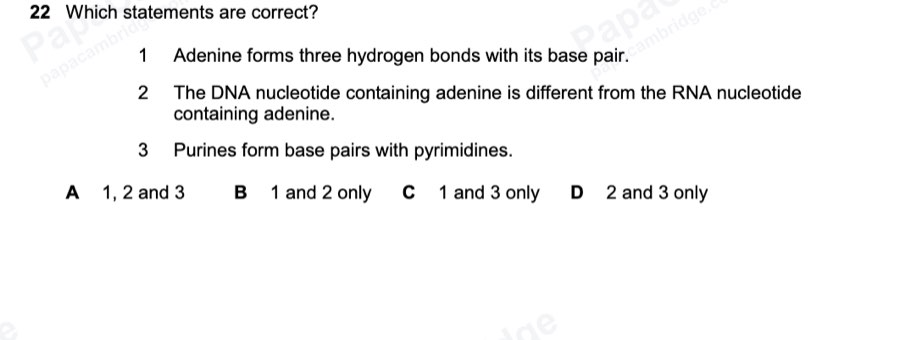 22 Which statements are correct?
1 Adenine forms three hydrogen bonds with its base pair.
2 The DNA nucleotide containing adenine is different from the RNA nucleotide
containing adenine.
3 Purines form base pairs with pyrimidines.
A 1, 2 and 3 B 1 and 2 only C 1 and 3 only D 2 and 3 only